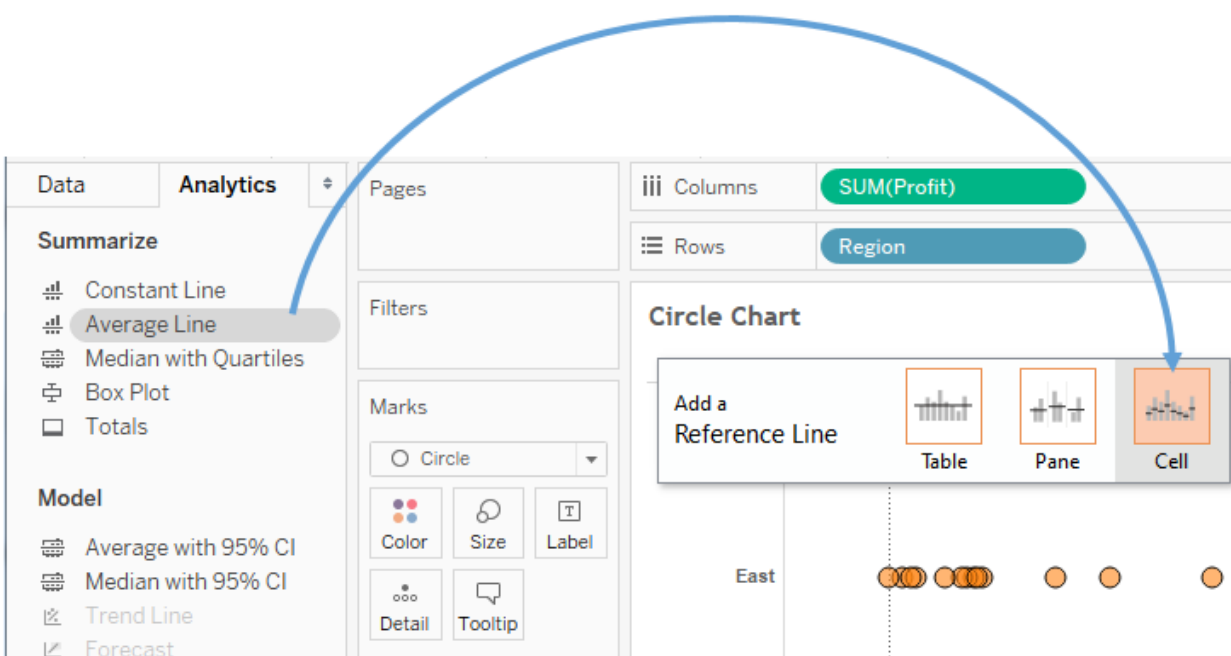 Data
Analytics
Summarize
Constant Line
Average Line
Median with Quartiles
Box Plot
Totals
Model
Average with 95% CI
Median with 95% CI
Trend Line
Forecast
Pages
Filters
Marks
Circle
Color
Size
T
Label
Detail
Tooltip
Columns
SUM(Profit)
Rows
Region
Circle Chart
Add a
Reference Line
Table
Pane
Cell
East